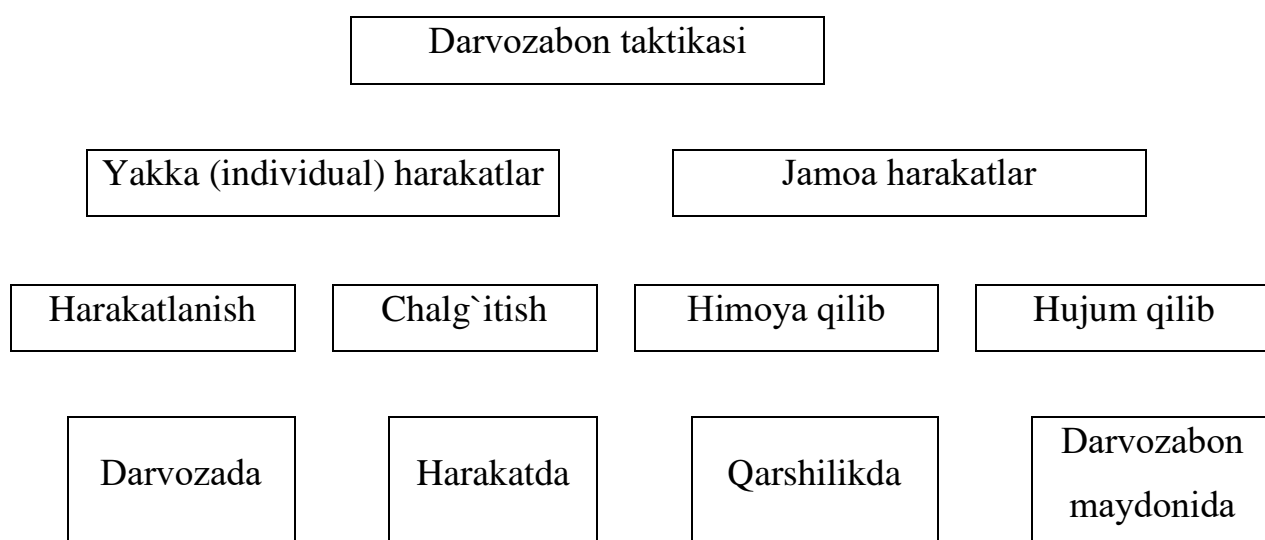 Darvozabon taktikasi
Yakka (individual) harakatlar
Jamoa harakatlar
Harakatlanish
Chalg`itish
Himoya qilib
Hujum qilib
Darvozada
Harakatda
Qarshilikda
Darvozabon
maydonida